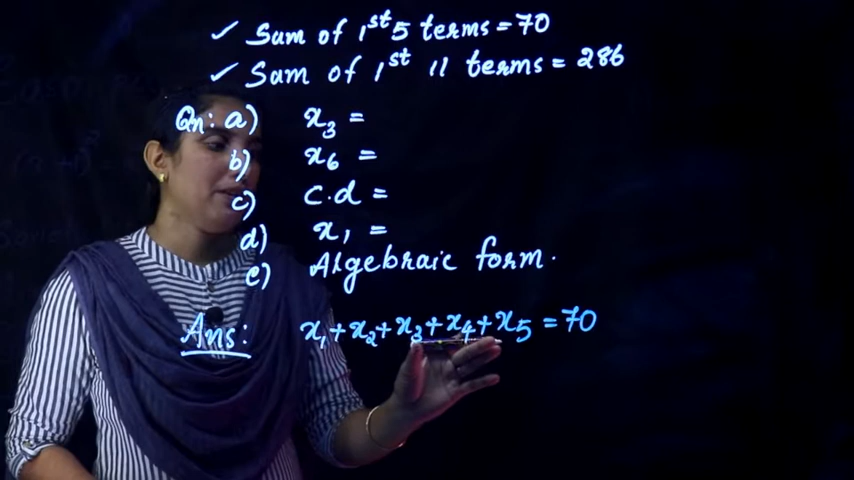 ✓ Sum of 1st 5 terms = 70
✓ Sum of 1st 11 terms = 286
Qn: a) x₃ =
b) x₆ =
c) c.d =
d) x₁ =
e) Algebraic form.
Ans: x₁ + x₂ + x₃ + x₄ + x₅ = 70